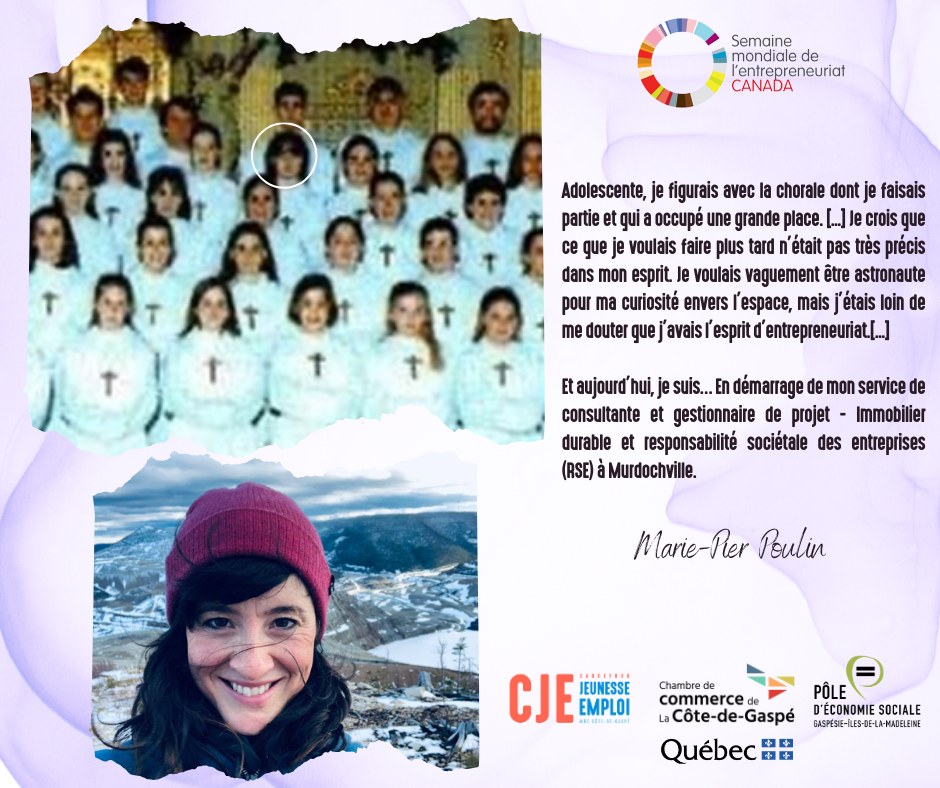 Semaine
mondiale de
l'entrepreneuriat
CANADA
Adolescente, je figurais avec la chorale dont je faisais
partie et qui a occupé une grande place. [...] Je crois que
ce que je voulais faire plus tard n'était pas très précis
dans mon esprit. Je voulais vaguement être astronaute
pour ma curiosité envers l'espace, mais j'étais loin de
me douter que j'avais l'esprit d'entrepreneuriat.[...]
Et aujourd'hui, je suis... En démarrage de mon service de
consultante et gestionnaire de projet - Immobilier
durable et responsabilité sociétale des entreprises
(RSE) à Murdochville.
Marie-Pier Poulin
CJE
CARREFOUR
JEUNESSE
EMPLOI
MRC CÔTE-DE-GASPÉ
Chambre de
commerce de
La Côte-de-Gaspé
Québec
PÔLE
D'ÉCONOMIE SOCIALE
GASPÉSIE–ÎLES-DE-LA-MADELEINE